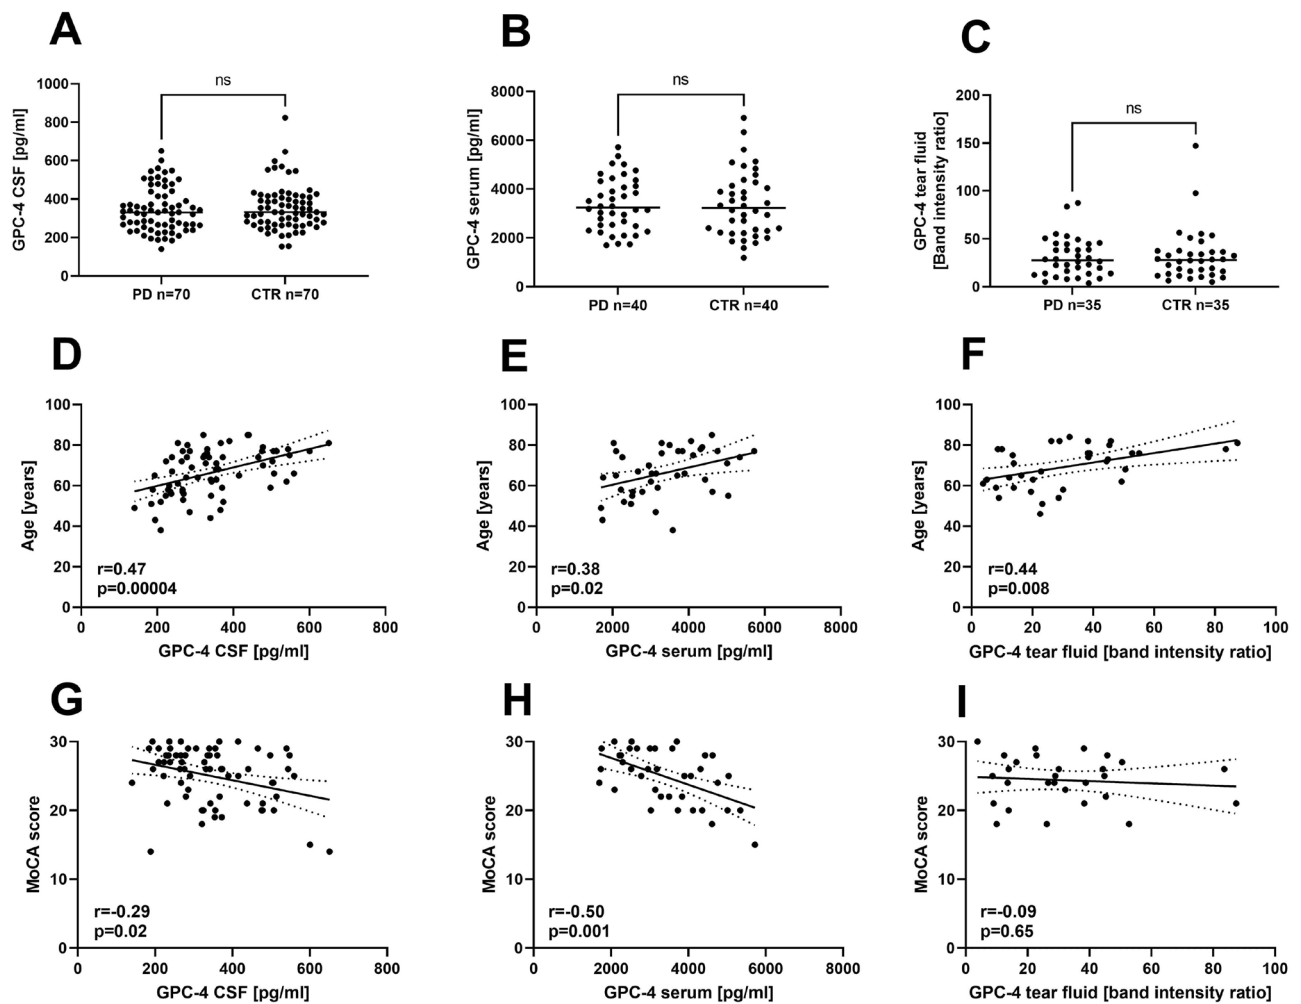 A
GPC-4 CSF [pg/ml]
1000
800
600
400
200
0
ns
PD n=70
CTR n=70
B
GPC-4 serum [pg/ml]
8000
6000
4000
2000
0
ns
PD n=40
CTR n=40
C
GPC-4 tear fluid
[Band intensity ratio]
200
150
100
50
0
ns
PD n=35
CTR n=35
D
Age [years]
100
80
60
40
20
0
r=0.47
p=0.00004
0 200 400 600 800
GPC-4 CSF [pg/ml]
E
Age [years]
100
80
60
40
20
0
r=0.38
p=0.02
0 2000 4000 6000 8000
GPC-4 serum [pg/ml]
F
Age [years]
100
80
60
40
20
0
r=0.44
p=0.008
0 20 40 60 80 100
GPC-4 tear fluid [band intensity ratio]
G
MoCA score
30
20
10
0
r=-0.29
p=0.02
0 200 400 600 800
GPC-4 CSF [pg/ml]
H
MoCA score
30
20
10
0
r=-0.50
p=0.001
0 2000 4000 6000 8000
GPC-4 serum [pg/ml]
I
MoCA score
30
20
10
0
r=-0.09
p=0.65
0 20 40 60 80 100
GPC-4 tear fluid [band intensity ratio]